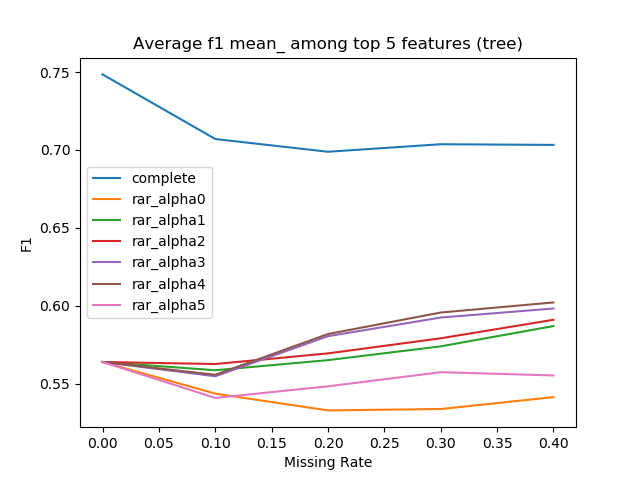 Average f1 mean_ among top 5 features (tree)
0.75
0.70
0.65
0.60
0.55
F1
complete
rar_alpha0
rar_alpha1
rar_alpha2
rar_alpha3
rar_alpha4
rar_alpha5
0.00 0.05 0.10 0.15 0.20 0.25 0.30 0.35 0.40
Missing Rate